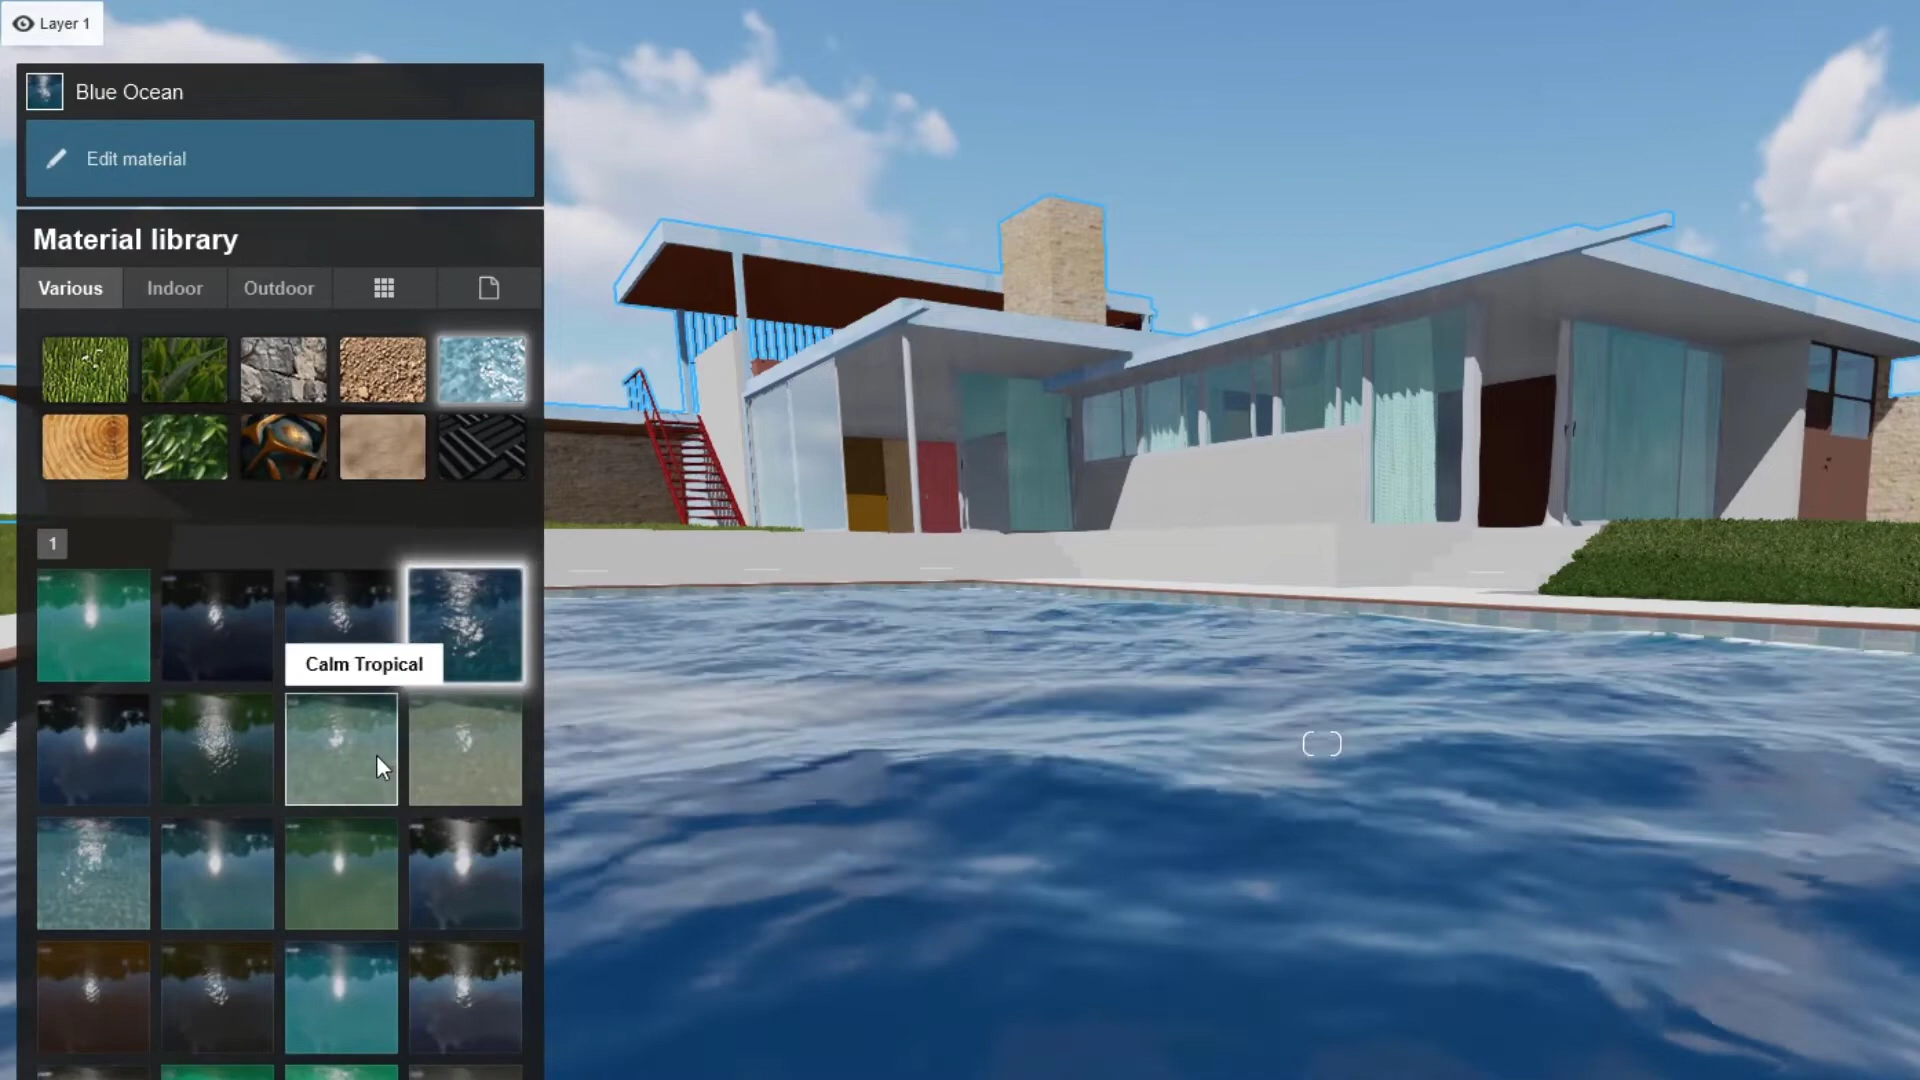 Layer 1
Blue Ocean
Edit material
Material library
Various
Indoor
Outdoor
1
Calm Tropical